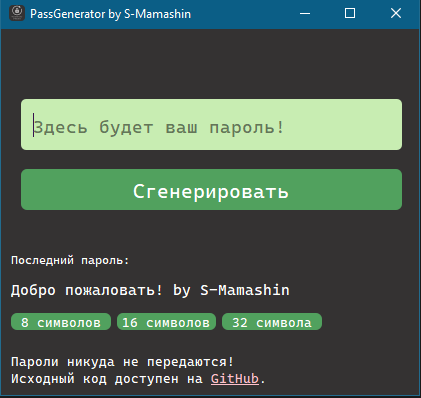 PassGenerator by S-Mamashin
Здесь будет ваш пароль!
Сгенерировать
Последний пароль:
Добро пожаловать! by S-Mamashin
8 символов 16 символов 32 символа
Пароли никуда не передаются!
Исходный код доступен на GitHub.